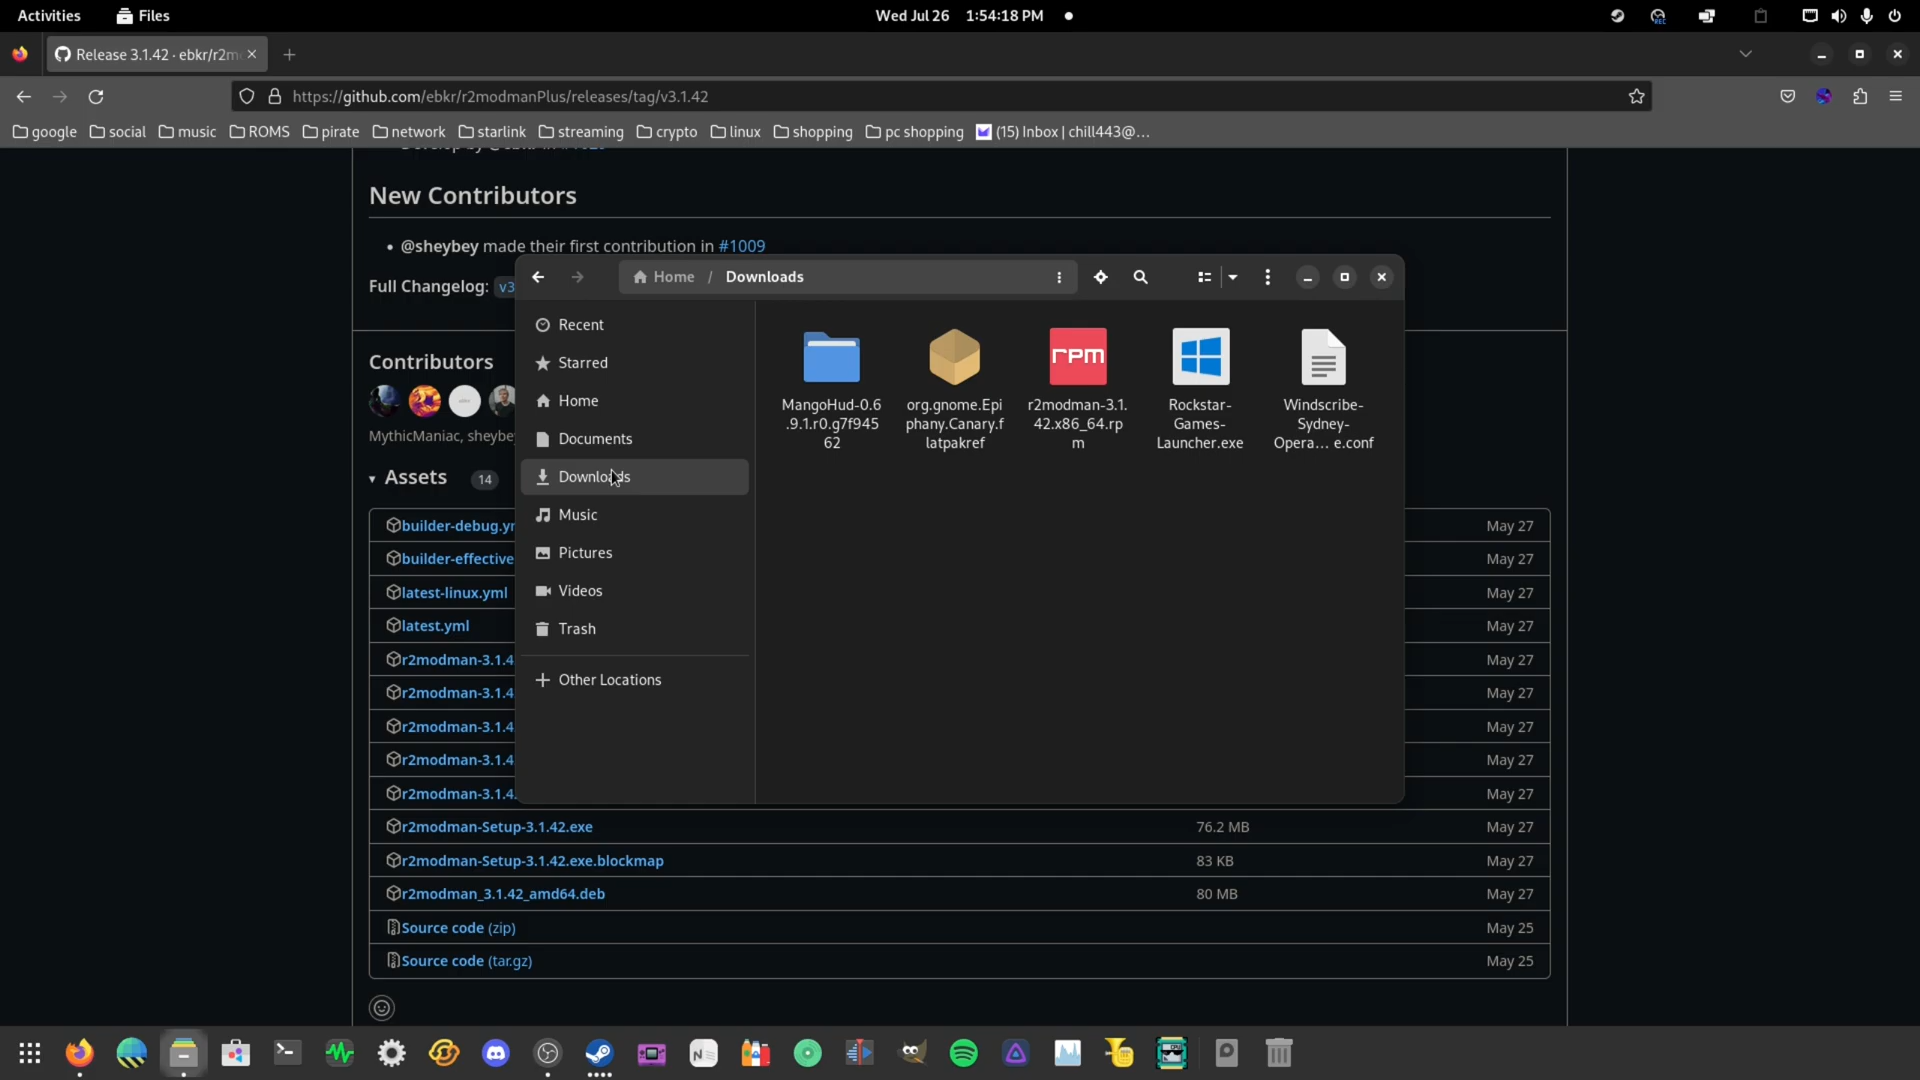 Activities
Files
Wed Jul 26 1:54:18 PM
Release 3.1.42 · ebkr/r2m
https://github.com/ebkr/r2modmanPlus/releases/tag/v3.1.42
google social music ROMS pirate network starlink streaming crypto linux shopping pc shopping (15) Inbox | chill443@...
New Contributors
• @sheybey made their first contribution in #1009
Full Changelog: v3
Contributors
MythicManiac, sheybe
Assets 14
builder-debug.ym
builder-effective
latest-linux.yml
latest.yml
r2modman-3.1.4
r2modman-3.1.4
r2modman-3.1.4
r2modman-3.1.4
r2modman-3.1.4
r2modman-Setup-3.1.42.exe 76.2 MB May 27
r2modman-Setup-3.1.42.exe.blockmap 83 KB May 27
r2modman_3.1.42_amd64.deb 80 MB May 27
Source code (zip) May 25
Source code (tar.gz) May 25
May 27
May 27
May 27
May 27
May 27
May 27
May 27
May 27
May 27
Home / Downloads
Recent
Starred
Home
Documents
Downloads
Music
Pictures
Videos
Trash
Other Locations
MangoHud-0.6
.9.1.r0.g7f945
62
org.gnome.Epi
phany.Canary.f
latpakref
rpm
r2modman-3.1.
42.x86_64.rp
m
Rockstar-
Games-
Launcher.exe
Windscribe-
Sydney-
Opera... e.conf